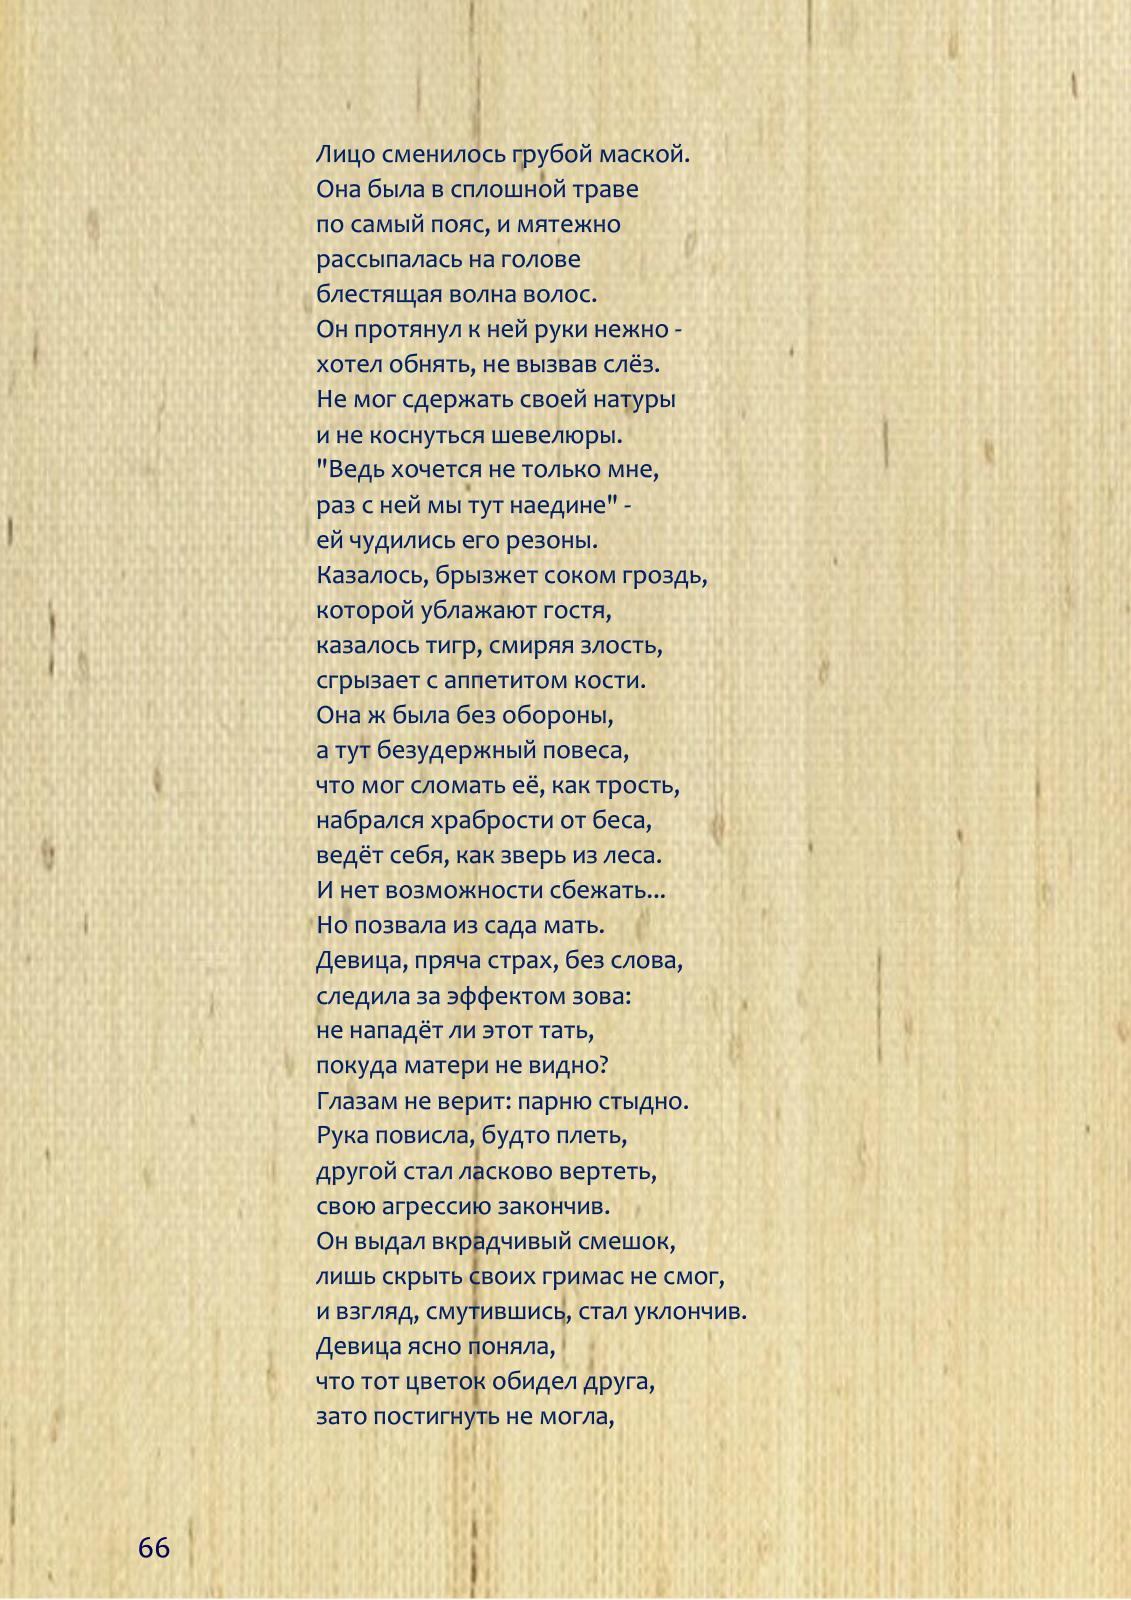 Лицо сменилось грубой маской.
Она была в сплошной траве
по самый пояс, и мятежно
рассыпалась на голове
блестящая волна волос.
Он протянул к ней руки нежно -
хотел обнять, не вызвав слёз.
Не мог сдержать своей натуры
и не коснуться шевелюры.
"Ведь хочется не только мне,
раз с ней мы тут наедине" -
ей чудились его резоны.
Казалось, брызжет соком гроздь,
которой ублажают гостя,
казалось тигр, смиряя злость,
сгрызает с аппетитом кости.
Она ж была без обороны,
а тут безудержный повеса,
что мог сломать её, как трость,
набрался храбрости от беса,
ведёт себя, как зверь из леса.
И нет возможности сбежать...
Но позвала из сада мать.
Девица, пряча страх, без слова,
следила за эффектом зова:
не нападёт ли этот тать,
покуда матери не видно?
Глазам не верит: парню стыдно.
Рука повисла, будто плеть,
другой стал ласково вертеть,
свою агрессию закончив.
Он выдал вкрадчивый смешок,
лишь скрыть своих гримас не смог,
и взгляд, смутившись, стал уклончив.
Девица ясно поняла,
что тот цветок обидел друга,
зато постигнуть не могла,
66